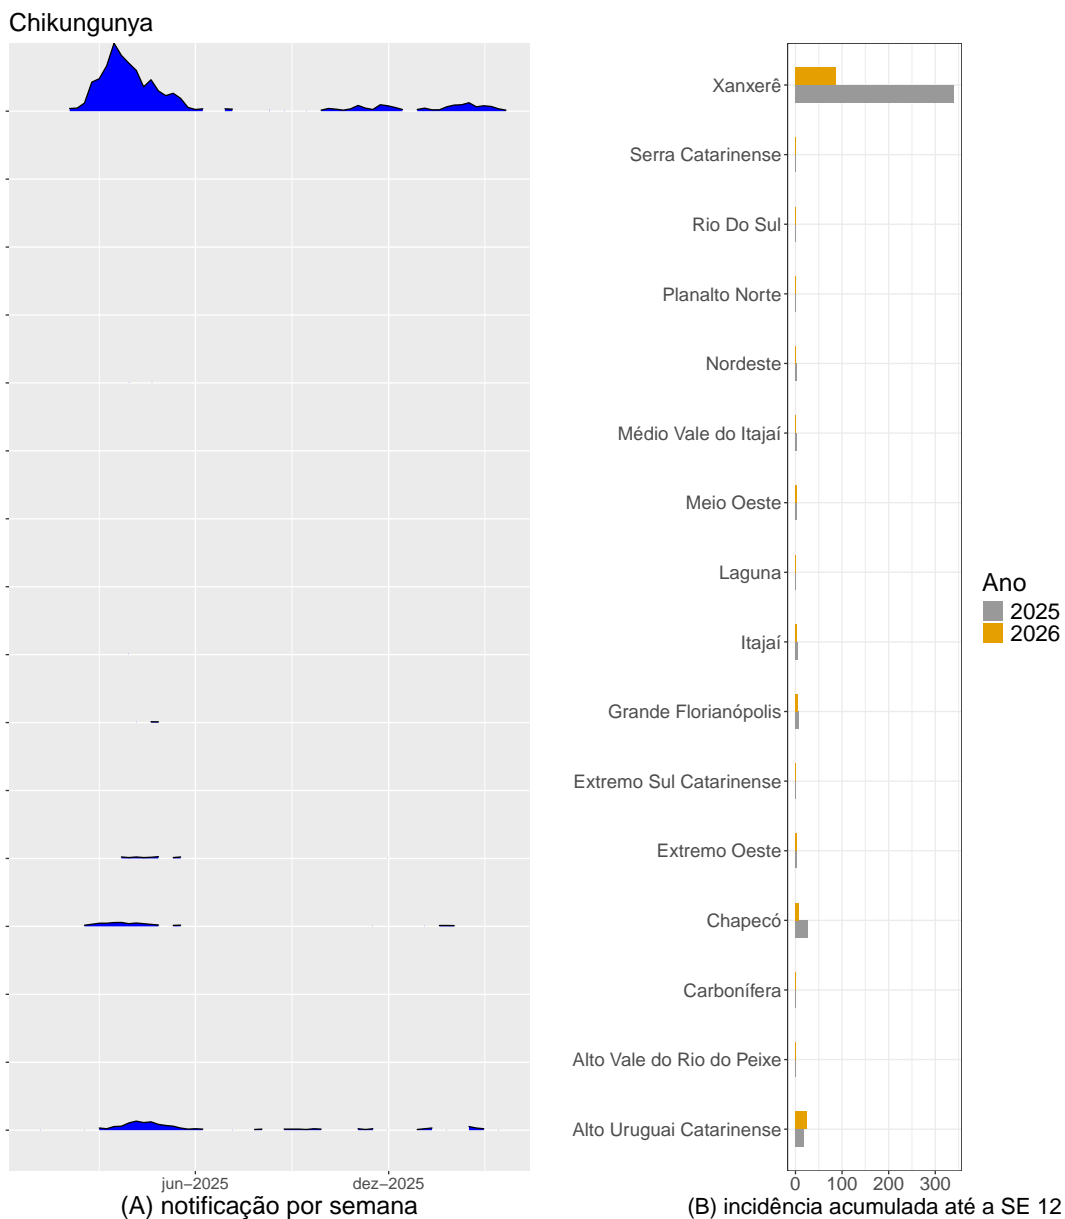 Chikungunya
Xanxerê
Serra Catarinense
Rio Do Sul
Planalto Norte
Nordeste
Médio Vale do Itajaí
Meio Oeste
Laguna
Itajaí
Grande Florianópolis
Extremo Sul Catarinense
Extremo Oeste
Chapecó
Carbonífera
Alto Vale do Rio do Peixe
Alto Uruguai Catarinense
jun−2025 dez−2025
(A) notificação por semana
0 100 200 300
(B) incidência acumulada até a SE 12
Ano
2025
2026